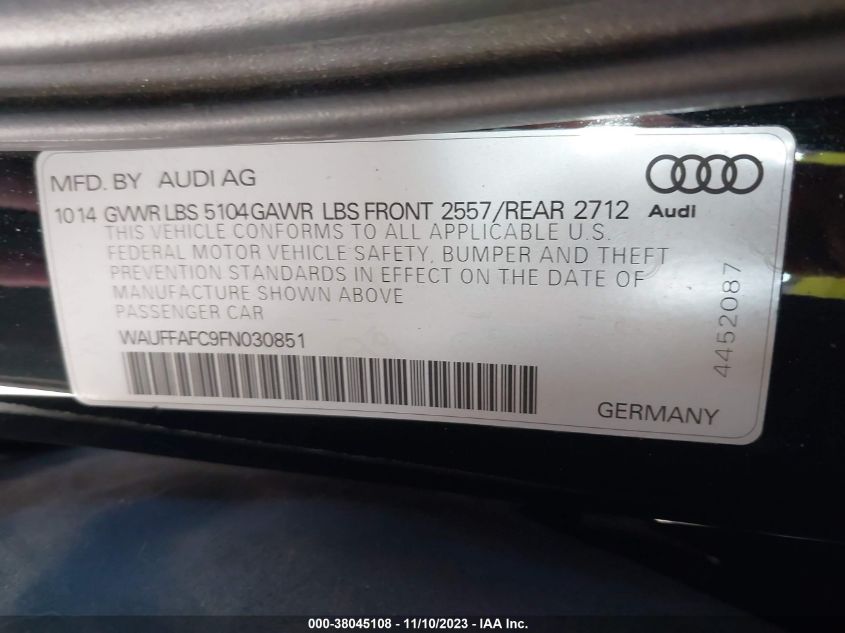 MFD. BY AUDI AG
1014 GVWR LBS 5104 GAWR LBS FRONT 2557/REAR 2712
Audi
THIS VEHICLE CONFORMS TO ALL APPLICABLE U.S.
FEDERAL MOTOR VEHICLE SAFETY, BUMPER AND THEFT
PREVENTION STANDARDS IN EFFECT ON THE DATE OF
MANUFACTURE SHOWN ABOVE
PASSENGER CAR
WAUFFAFC9FN030851
4452087
GERMANY
000-38045108 - 11/10/2023 - IAA Inc.